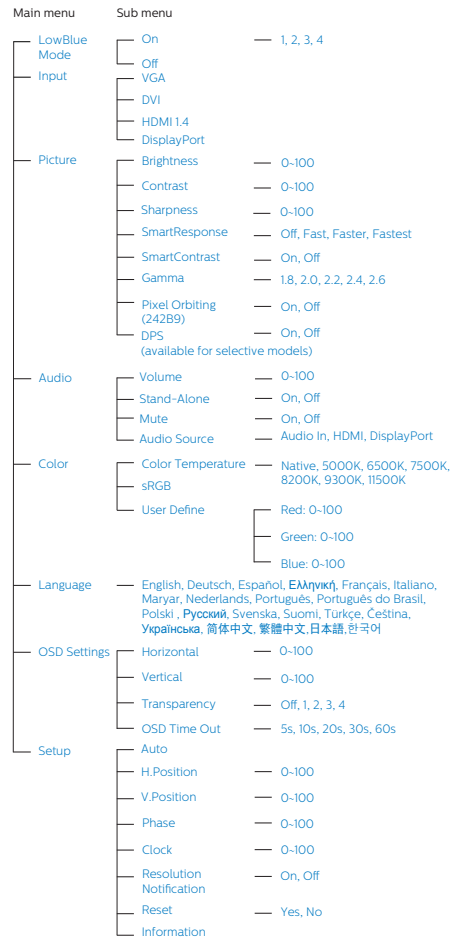 Main menu Sub menu
LowBlue Mode
On 1, 2, 3, 4
Off
Input
VGA
DVI
HDMI 1.4
DisplayPort
Picture
Brightness 0~100
Contrast 0~100
Sharpness 0~100
SmartResponse Off, Fast, Faster, Fastest
SmartContrast On, Off
Gamma 1.8, 2.0, 2.2, 2.4, 2.6
Pixel Orbiting On, Off
(242B9)
DPS On, Off
(available for selective models)
Audio
Volume 0~100
Stand-Alone On, Off
Mute On, Off
Audio Source Audio In, HDMI, DisplayPort
Color
Color Temperature Native, 5000K, 6500K, 7500K,
8200K, 9300K, 11500K
sRGB
User Define Red: 0~100
Green: 0~100
Blue: 0~100
Language English, Deutsch, Español, Ελληνική, Français, Italiano,
Maryar, Nederlands, Português, Português do Brasil,
Polski , Русский, Svenska, Suomi, Türkçe, Čeština,
Українська, 简体中文, 繁體中文,日本語,한국어
OSD Settings
Horizontal 0~100
Vertical 0~100
Transparency Off, 1, 2, 3, 4
OSD Time Out 5s, 10s, 20s, 30s, 60s
Setup
Auto
H.Position 0~100
V.Position 0~100
Phase 0~100
Clock 0~100
Resolution On, Off
Notification
Reset Yes, No
Information